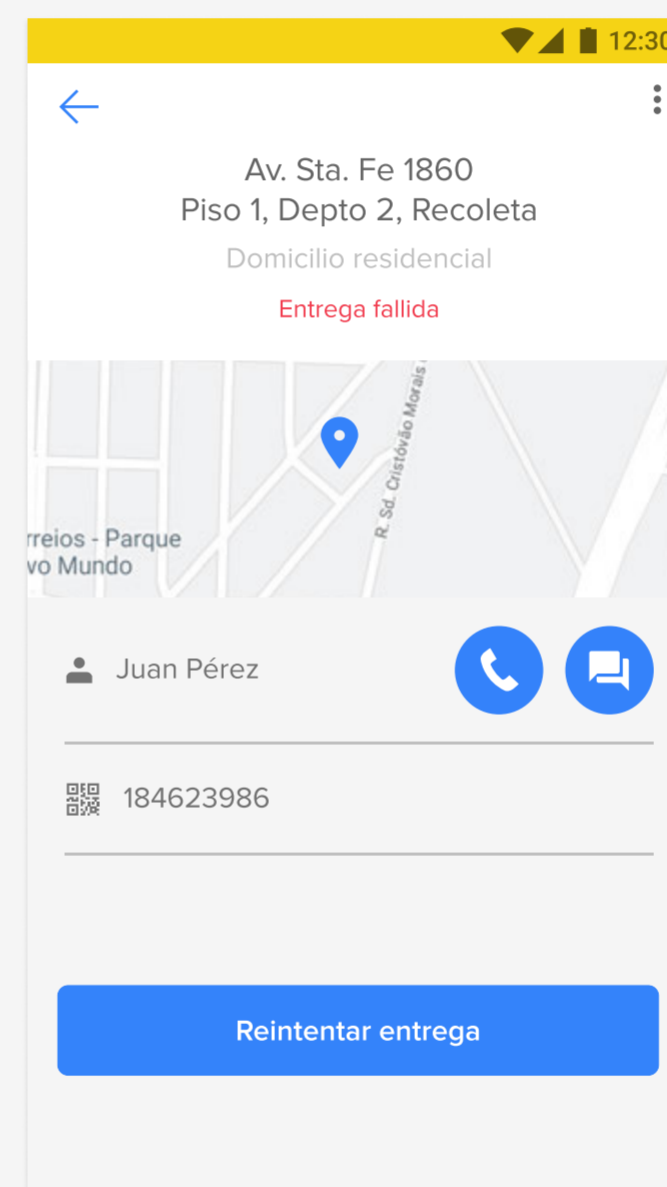 12:30
Av. Sta. Fe 1860
Piso 1, Depto 2, Recoleta
Domicilio residencial
Entrega fallida
R. Sd. Cristóvão Morais
rreios - Parque
vo Mundo
Juan Pérez
184623986
Reintentar entrega